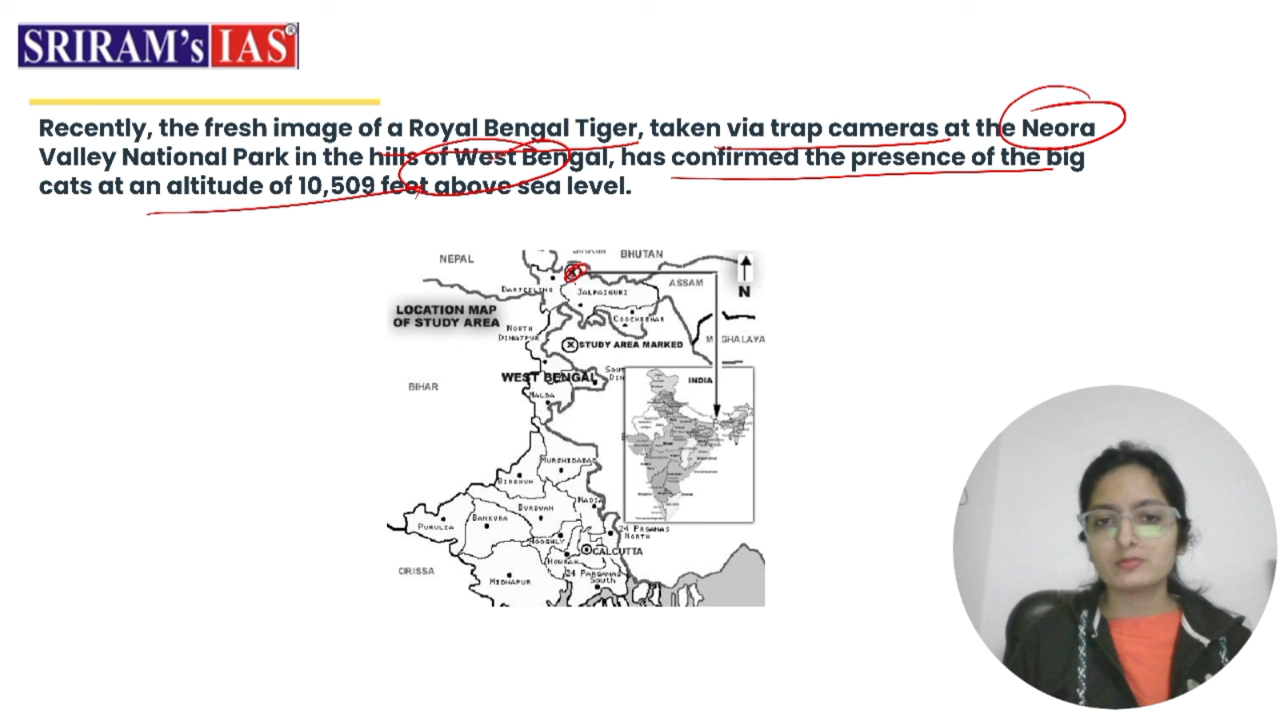 SRIRAM's IAS®
Recently, the fresh image of a Royal Bengal Tiger, taken via trap cameras at the Neora
Valley National Park in the hills of West Bengal, has confirmed the presence of the big
cats at an altitude of 10,509 feet above sea level.
NEPAL
BHUTAN
ASSAM
N
DARJEELING
JALPAIGURI
LOCATION MAP
OF STUDY AREA
COOCHBEHAR
NORTH
DINAJPUR
STUDY AREA MARKED
WEST BENGAL
INDIA
BIHAR
MALDA
MURSHIDABAD
BIRBHUM
NADIA
BURDWAN
PURULIA
BANKURA
24 PRGANAS
NORTH
HOOGHLY
CALCUTTA
HOWRAH
ORISSA
24 PARGANAS
SOUTH
MIDNAPUR